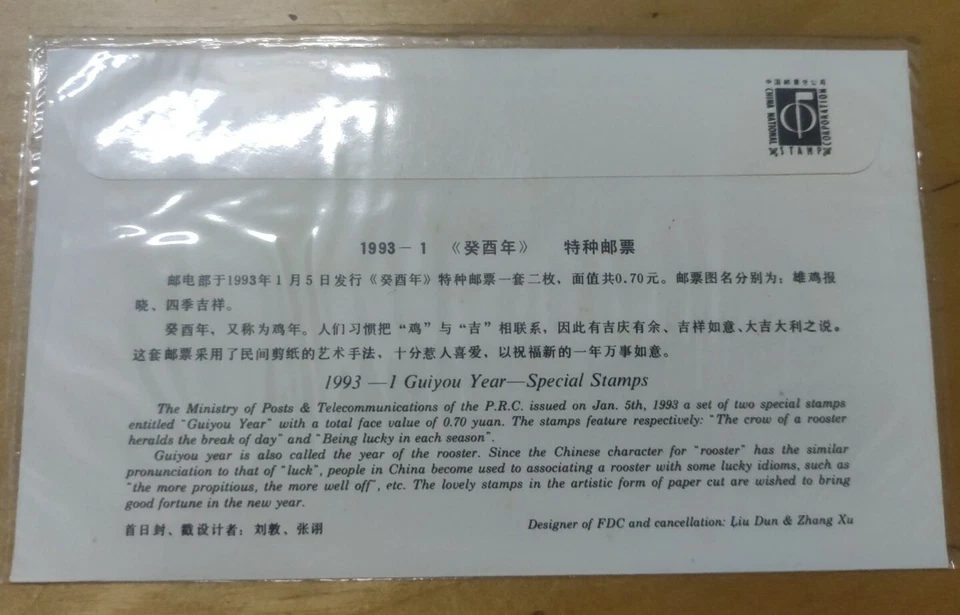 中国邮票总公司
CHINA NATIONAL
STAMP
CORPORATION
1993－1 《癸酉年》 特种邮票
邮电部于1993年1月5日发行《癸酉年》特种邮票一套二枚，面值共0.70元。邮票图名分别为：雄鸡报
晓、四季吉祥。
癸酉年，又称为鸡年。人们习惯把“鸡”与“吉”相联系，因此有吉庆有余、吉祥如意、大吉大利之说。
这套邮票采用了民间剪纸的艺术手法，十分惹人喜爱，以祝福新的一年万事如意。
1993 —1 Guiyou Year—Special Stamps
The Ministry of Posts & Telecommunications of the P.R.C. issued on Jan. 5th, 1993 a set of two special stamps
entitled "Guiyou Year" with a total face value of 0.70 yuan. The stamps feature respectively: "The crow of a rooster
heralds the break of day" and "Being lucky in each season".
Guiyou year is also called the year of the rooster. Since the Chinese character for "rooster" has the similar
pronunciation to that of "luck", people in China become used to associating a rooster with some lucky idioms, such as
"the more propitious, the more well off", etc. The lovely stamps in the artistic form of paper cut are wished to bring
good fortune in the new year.
首日封、戳设计者：刘敦、张诩
Designer of FDC and cancellation: Liu Dun & Zhang Xu